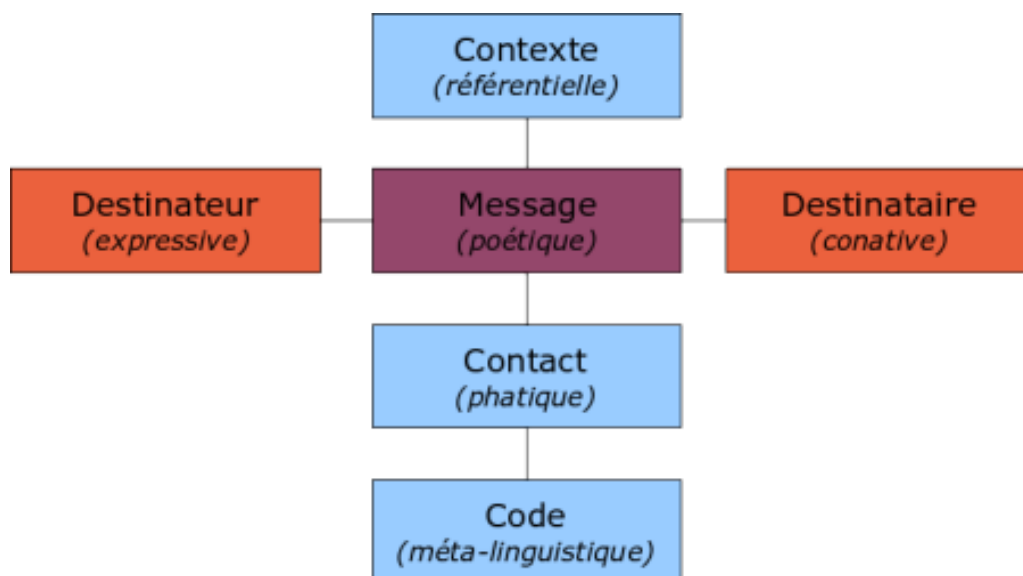 Contexte
(référentielle)
Destinateur
(expressive)
Message
(poétique)
Destinataire
(conative)
Contact
(phatique)
Code
(méta-linguistique)